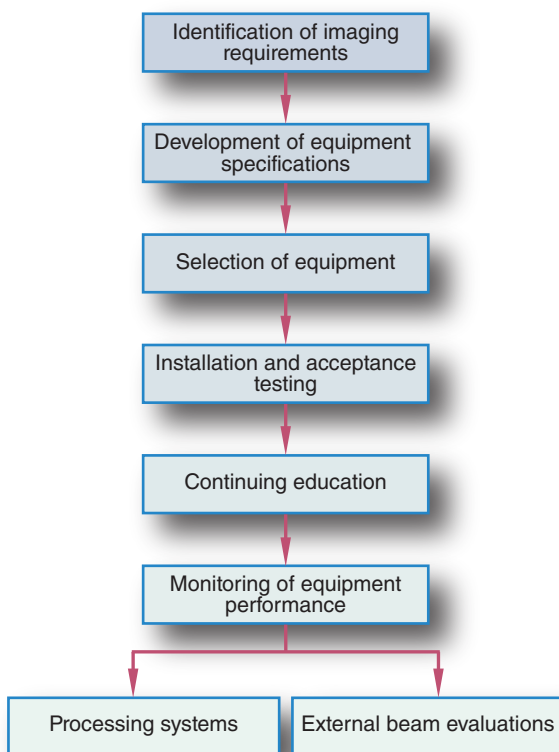 Identification of imaging
requirements
Development of equipment
specifications
Selection of equipment
Installation and acceptance
testing
Continuing education
Monitoring of equipment
performance
Processing systems
External beam evaluations